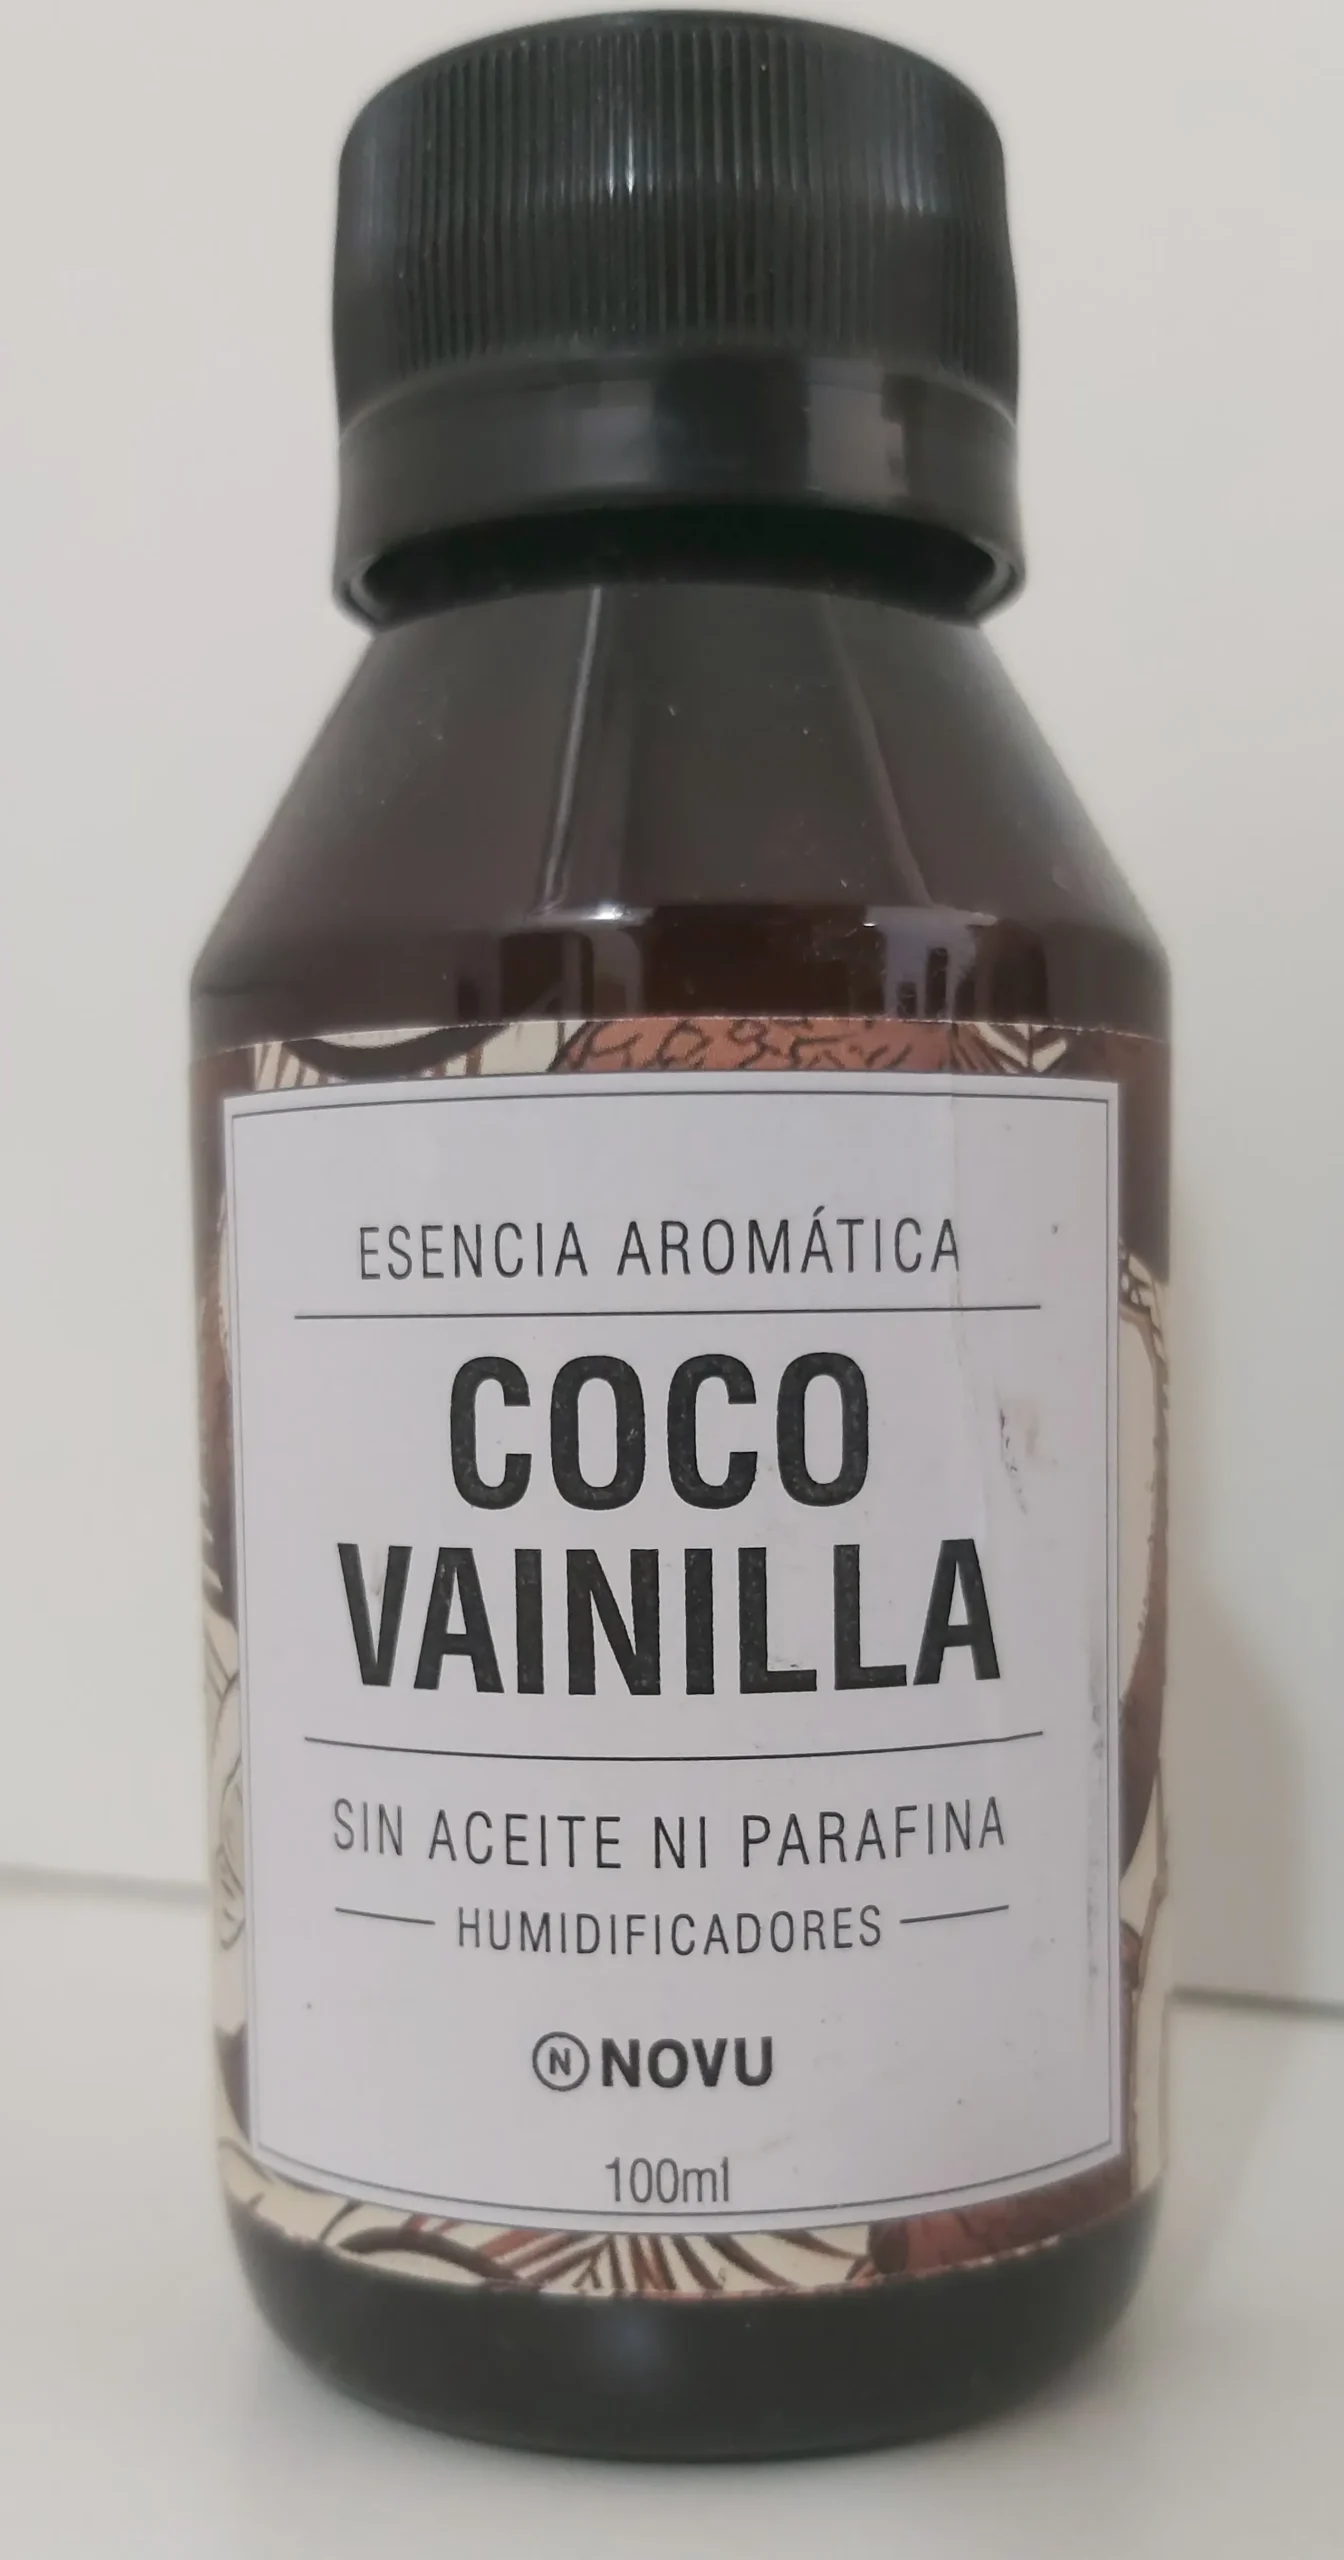 ESENCIA AROMÁTICA
COCO
VAINILLA
SIN ACEITE NI PARAFINA
HUMIDIFICADORES
N NOVU
100ml